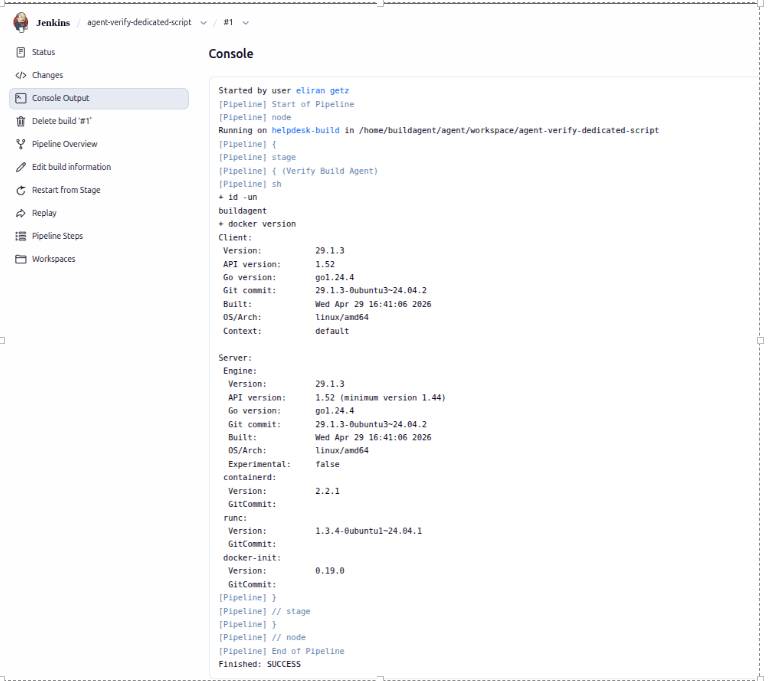 Jenkins / agent-verify-dedicated-script / #1
Status
Changes
Console Output
Delete build '#1'
Pipeline Overview
Edit build information
Restart from Stage
Replay
Pipeline Steps
Workspaces
Console
Started by user eliran getz
[Pipeline] Start of Pipeline
[Pipeline] node
Running on helpdesk-build in /home/buildagent/agent/workspace/agent-verify-dedicated-script
[Pipeline] {
[Pipeline] stage
[Pipeline] { (Verify Build Agent)
[Pipeline] sh
+ id -un
buildagent
+ docker version
Client:
Version: 29.1.3
API version: 1.52
Go version: go1.24.4
Git commit: 29.1.3-0ubuntu3~24.04.2
Built: Wed Apr 29 16:41:06 2026
OS/Arch: linux/amd64
Context: default
Server:
Engine:
Version: 29.1.3
API version: 1.52 (minimum version 1.44)
Go version: go1.24.4
Git commit: 29.1.3-0ubuntu3~24.04.2
Built: Wed Apr 29 16:41:06 2026
OS/Arch: linux/amd64
Experimental: false
containerd:
Version: 2.2.1
GitCommit:
runc:
Version: 1.3.4-0ubuntu1~24.04.1
GitCommit:
docker-init:
Version: 0.19.0
GitCommit:
[Pipeline] }
[Pipeline] // stage
[Pipeline] }
[Pipeline] // node
[Pipeline] End of Pipeline
Finished: SUCCESS